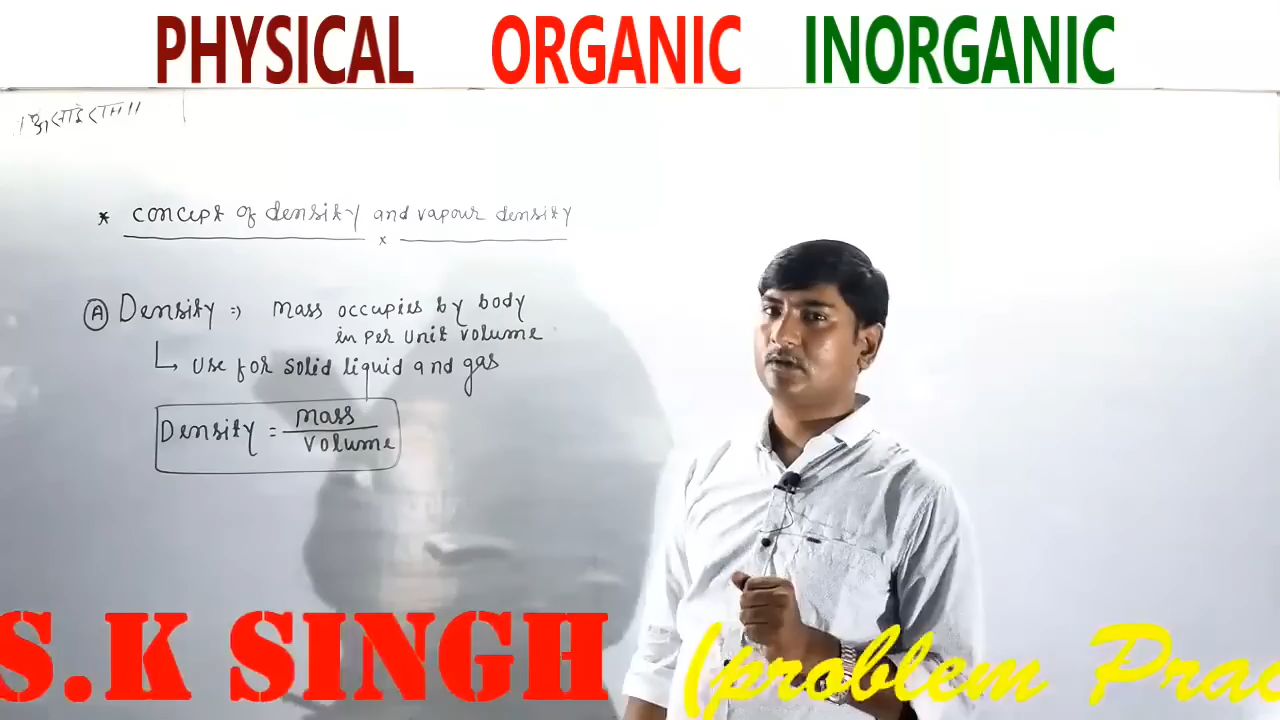 PHYSICAL ORGANIC INORGANIC
* Concept of density and vapour density
x
Ⓐ Density => Mass occupies by body
in per unit volume
↳ use for solid liquid and gas
Density = Mass / Volume
S.K SINGH (problem Prac